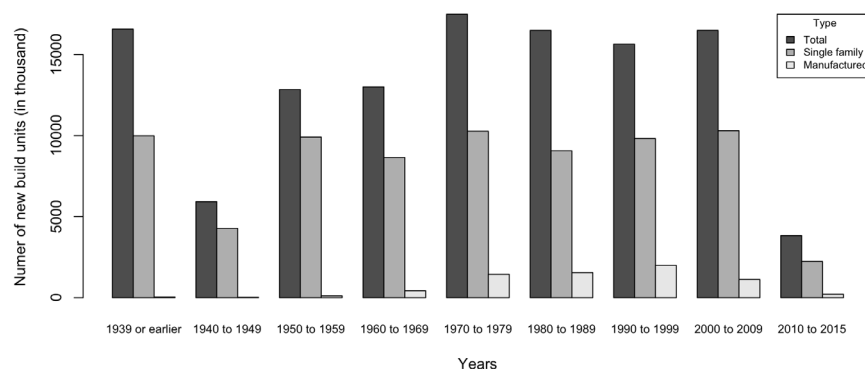 Type
Total
Single family
Manufactured
Numer of new build units (in thousand)
15000
10000
5000
0
1939 or earlier 1940 to 1949 1950 to 1959 1960 to 1969 1970 to 1979 1980 to 1989 1990 to 1999 2000 to 2009 2010 to 2015
Years